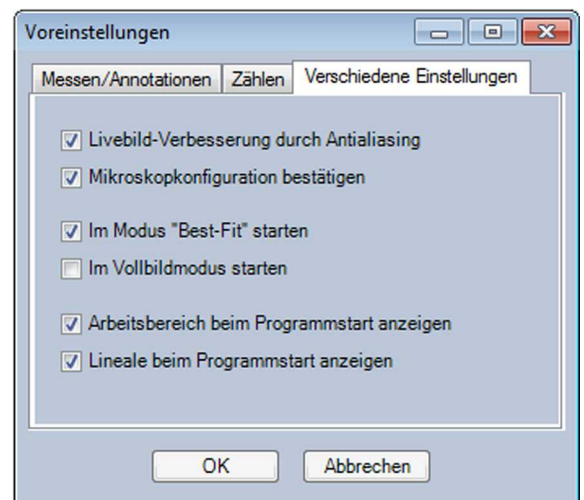 Voreinstellungen
Messen/Annotationen Zählen Verschiedene Einstellungen
Livebild-Verbesserung durch Antialiasing
Mikroskopkonfiguration bestätigen
Im Modus "Best-Fit" starten
Im Vollbildmodus starten
Arbeitsbereich beim Programmstart anzeigen
Lineale beim Programmstart anzeigen
OK Abbrechen